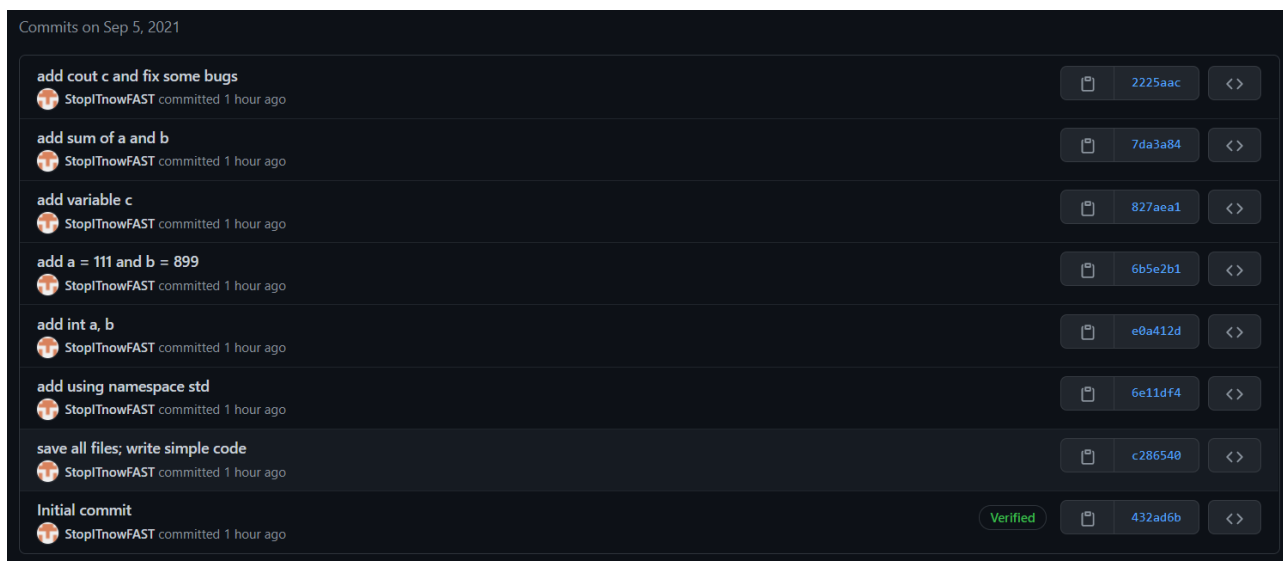 Commits on Sep 5, 2021
add cout c and fix some bugs
StopITnowFAST committed 1 hour ago
2225aac
add sum of a and b
StopITnowFAST committed 1 hour ago
7da3a84
add variable c
StopITnowFAST committed 1 hour ago
827aea1
add a = 111 and b = 899
StopITnowFAST committed 1 hour ago
6b5e2b1
add int a, b
StopITnowFAST committed 1 hour ago
e0a412d
add using namespace std
StopITnowFAST committed 1 hour ago
6e11df4
save all files; write simple code
StopITnowFAST committed 1 hour ago
c286540
Initial commit
StopITnowFAST committed 1 hour ago
Verified
432ad6b